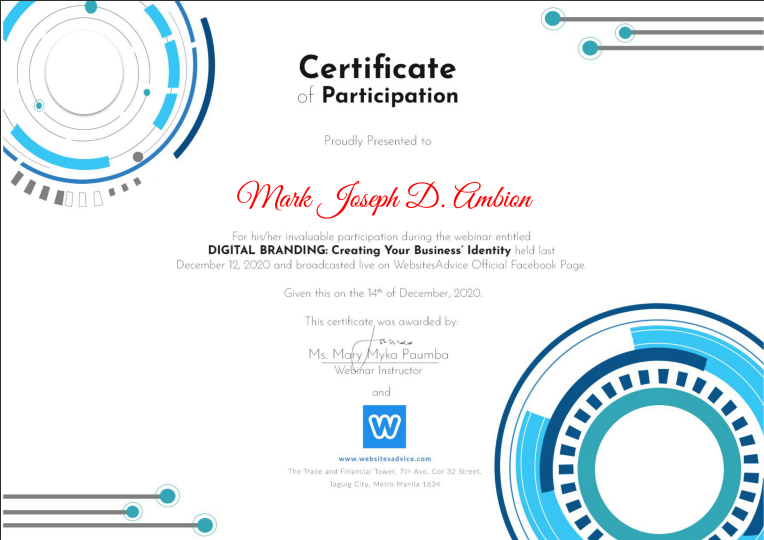 Certificate
of Participation
Proudly Presented to
Mark Joseph D. Ambion
For his/her invaluable participation during the webinar entitled
DIGITAL BRANDING: Creating Your Business' Identity held last
December 12, 2020 and broadcasted live on WebsitesAdvice Official Facebook Page.
Given this on the 14th of December, 2020.
This certificate was awarded by:
Ms. Mary Myka Paumba
Webinar Instructor
and
W
www.websitesadvice.com
The Trade and Financial Tower, 7th Ave. Cor 32 Street,
Taguig City, Metro Manila 1634